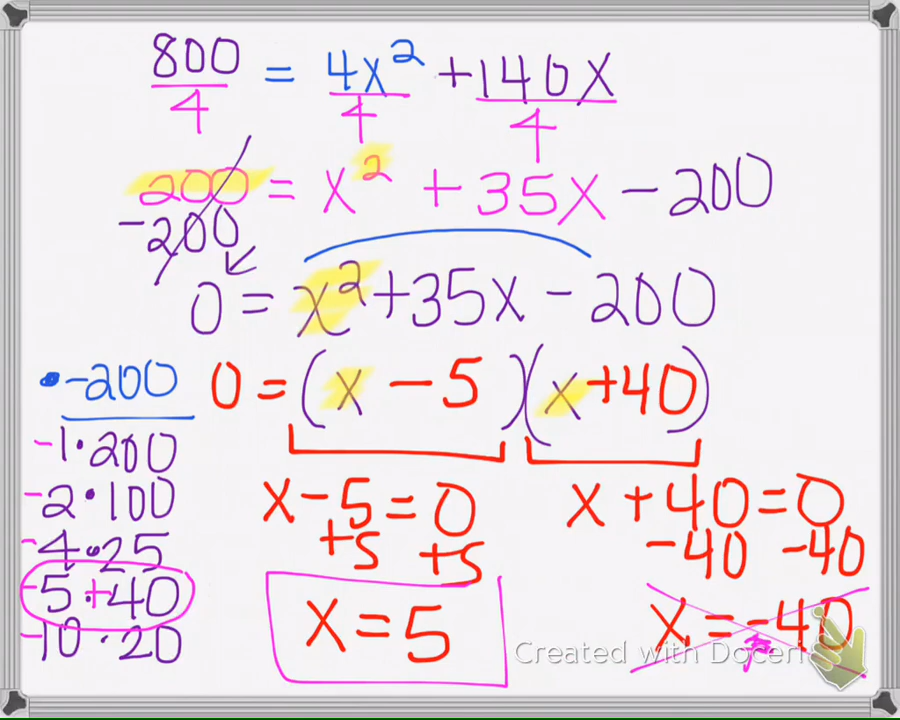 800/4 = 4x²/4 + 140x/4
200 = x² + 35x - 200
-200
0 = x² + 35x - 200
0 = (x - 5)(x + 40)
• -200
-1 · 200
-2 · 100
-4 · 25
-5 · +40
-10 · 20
x - 5 = 0
+5 +5
x = 5
x + 40 = 0
-40 -40
x = -40
Created with Doceri